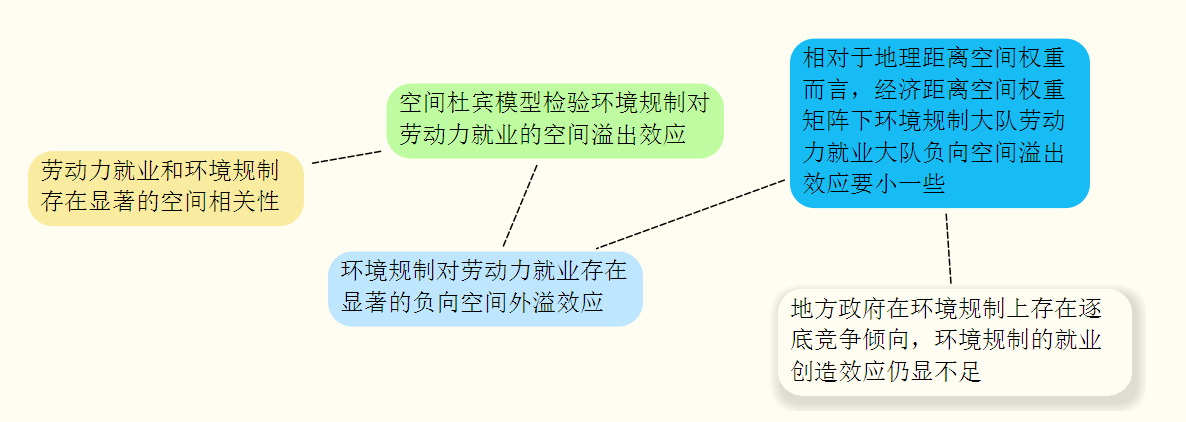 劳动力就业和环境规制
存在显著的空间相关性
空间杜宾模型检验环境规制对
劳动力就业的空间溢出效应
环境规制对劳动力就业存在
显著的负向空间外溢效应
相对于地理距离空间权重
而言，经济距离空间权重
矩阵下环境规制大队劳动
力就业大队负向空间溢出
效应要小一些
地方政府在环境规制上存在逐
底竞争倾向，环境规制的就业
创造效应仍显不足